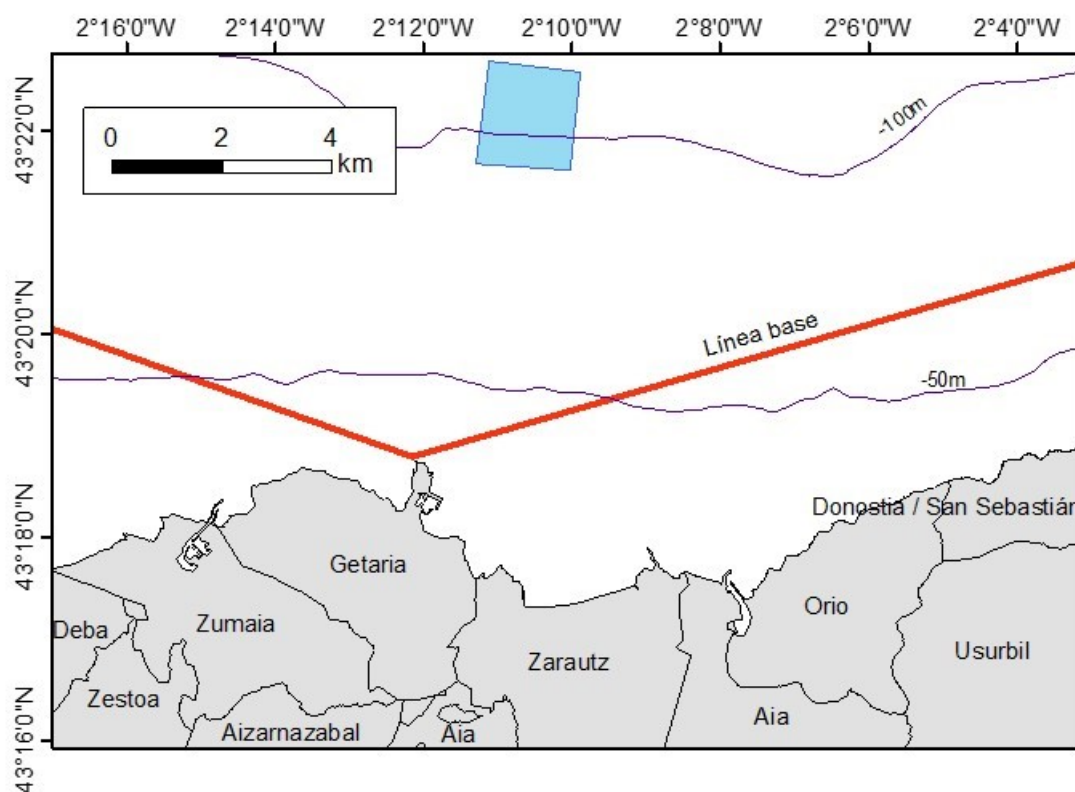 2°16'0"W 2°14'0"W 2°12'0"W 2°10'0"W 2°8'0"W 2°6'0"W 2°4'0"W
43°22'0"N
43°20'0"N
43°18'0"N
43°16'0"N
0 2 4
km
-100m
Línea base
-50m
Donostia / San Sebastián
Getaria
Orio
Deba
Zumaia
Usurbil
Zarautz
Zestoa
Aia
Aizarnazabal
Aia